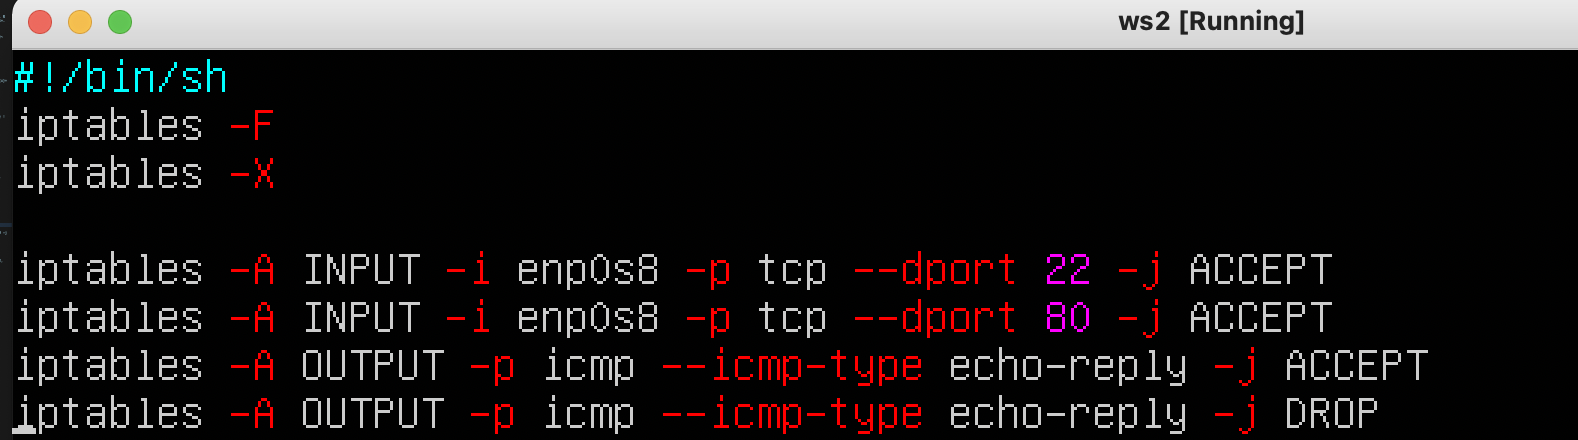 ws2 [Running]
#!/bin/sh
iptables -F
iptables -X
iptables -A INPUT -i enp0s8 -p tcp --dport 22 -j ACCEPT
iptables -A INPUT -i enp0s8 -p tcp --dport 80 -j ACCEPT
iptables -A OUTPUT -p icmp --icmp-type echo-reply -j ACCEPT
iptables -A OUTPUT -p icmp --icmp-type echo-reply -j DROP